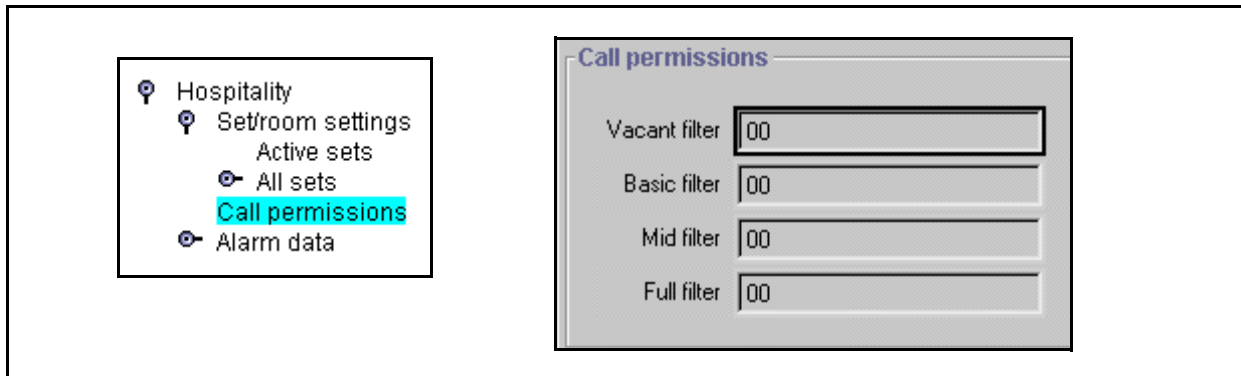 Hospitality
Set/room settings
Active sets
All sets
Call permissions
Alarm data
Call permissions
Vacant filter 00
Basic filter 00
Mid filter 00
Full filter 00